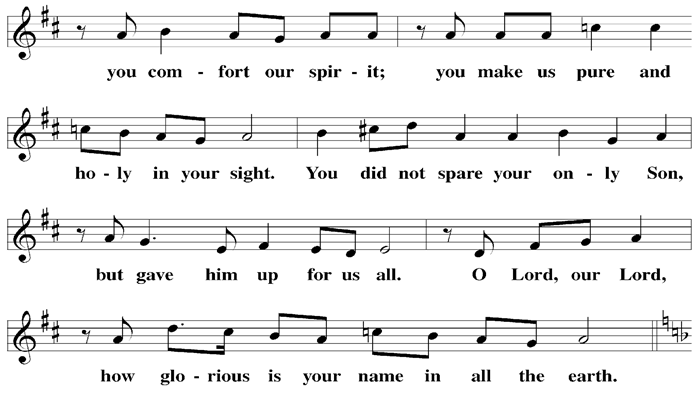 you com - fort our spir - it; you make us pure and
ho - ly in your sight. You did not spare your on - ly Son,
but gave him up for us all. O Lord, our Lord,
how glo - rious is your name in all the earth.